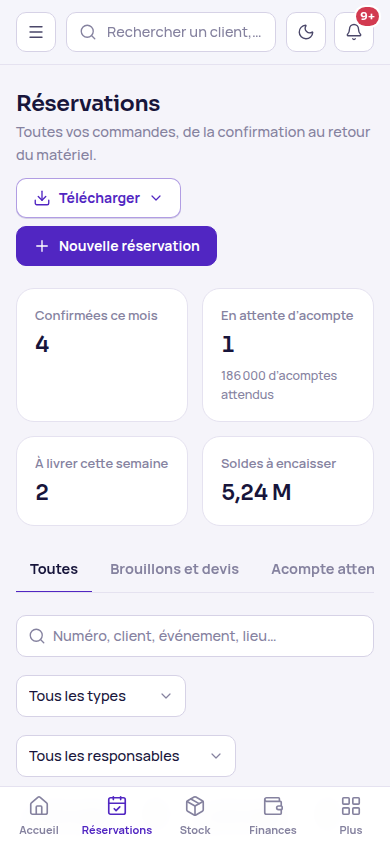 Rechercher un client,…
9+
Réservations
Toutes vos commandes, de la confirmation au retour
du matériel.
Télécharger
Nouvelle réservation
Confirmées ce mois
4
En attente d'acompte
1
186 000 d'acomptes
attendus
À livrer cette semaine
2
Soldes à encaisser
5,24 M
Toutes
Brouillons et devis
Acompte atten
Numéro, client, événement, lieu…
Tous les types
Tous les responsables
Accueil
Réservations
Stock
Finances
Plus